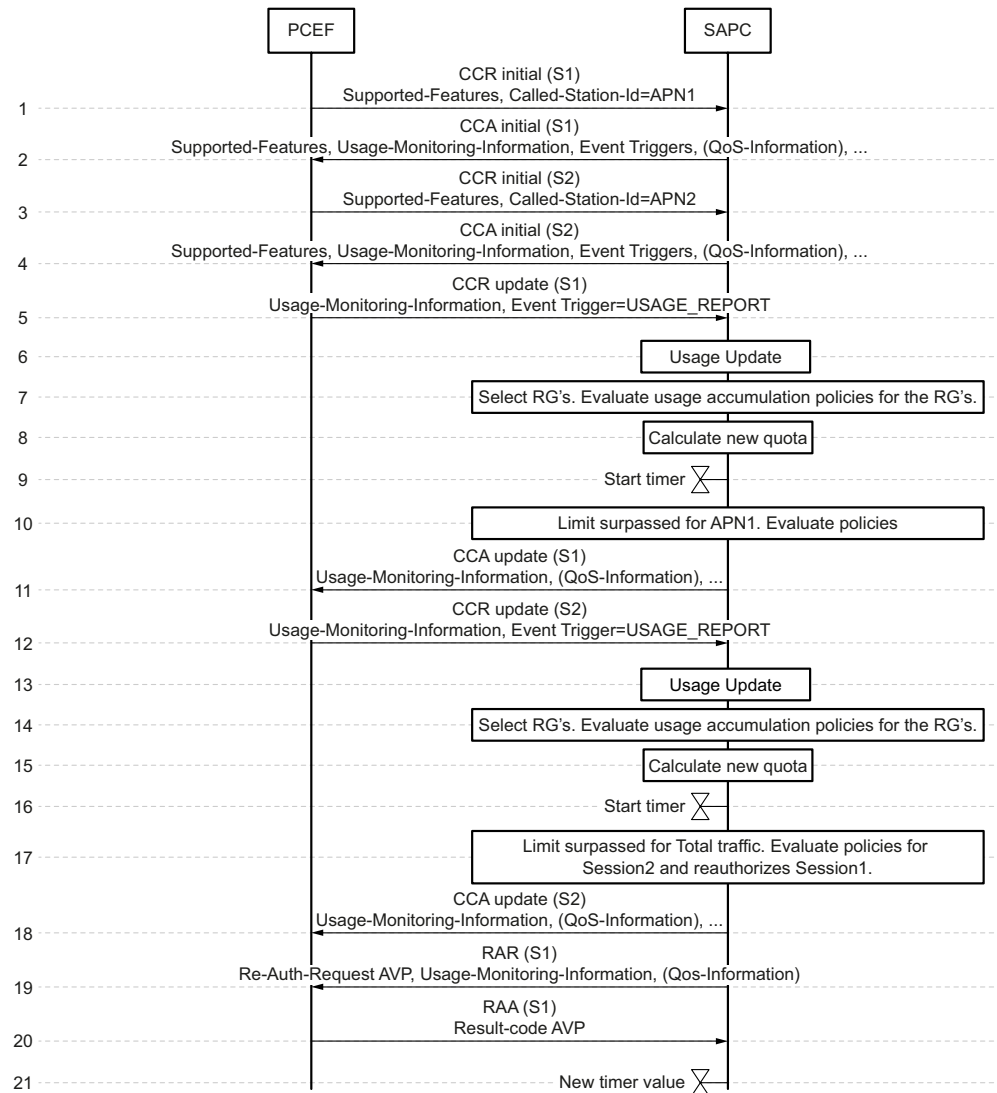 PCEF
SAPC
CCR initial (S1)
1
Supported-Features, Called-Station-Id=APN1
CCA initial (S1)
2
Supported-Features, Usage-Monitoring-Information, Event Triggers, (QoS-Information), ...
CCR initial (S2)
3
Supported-Features, Called-Station-Id=APN2
CCA initial (S2)
4
Supported-Features, Usage-Monitoring-Information, Event Triggers, (QoS-Information), ...
CCR update (S1)
5
Usage-Monitoring-Information, Event Trigger=USAGE_REPORT
6
Usage Update
7
Select RG's. Evaluate usage accumulation policies for the RG's.
8
Calculate new quota
9
Start timer
10
Limit surpassed for APN1. Evaluate policies
CCA update (S1)
11
Usage-Monitoring-Information, (QoS-Information), ...
CCR update (S2)
12
Usage-Monitoring-Information, Event Trigger=USAGE_REPORT
13
Usage Update
14
Select RG's. Evaluate usage accumulation policies for the RG's.
15
Calculate new quota
16
Start timer
17
Limit surpassed for Total traffic. Evaluate policies for
Session2 and reauthorizes Session1.
CCA update (S2)
18
Usage-Monitoring-Information, (QoS-Information), ...
RAR (S1)
19
Re-Auth-Request AVP, Usage-Monitoring-Information, (Qos-Information)
RAA (S1)
20
Result-code AVP
21
New timer value